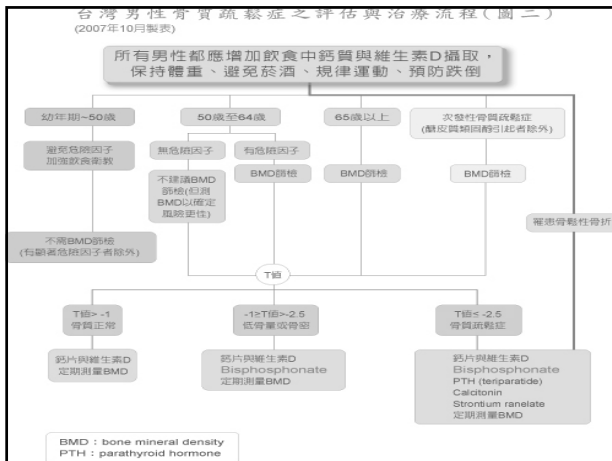 台灣男性骨質疏鬆症之評估與治療流程(圖二)
(2007年10月製表)
所有男性都應增加飲食中鈣質與維生素D攝取，
保持體重、避免菸酒、規律運動、預防跌倒
幼年期~50歲
50歲至64歲
65歲以上
次發性骨質疏鬆症
(醣皮質類固醇引起者除外)
避免危險因子
加強飲食衛教
無危險因子
有危險因子
不建議BMD
篩檢(但測
BMD以確定
風險更性)
BMD篩檢
BMD篩檢
BMD篩檢
罹患骨鬆性骨折
不需BMD篩檢
(有顯著危險因子者除外)
T值
T值> -1
骨質正常
-1≥T值>-2.5
低骨量或骨密
T值≤ -2.5
骨質疏鬆症
鈣片與維生素D
定期測量BMD
鈣片與維生素D
Bisphosphonate
定期測量BMD
鈣片與維生素D
Bisphosphonate
PTH (teriparatide)
Calcitonin
Strontium ranelate
定期測量BMD
BMD：bone mineral density
PTH：parathyroid hormone